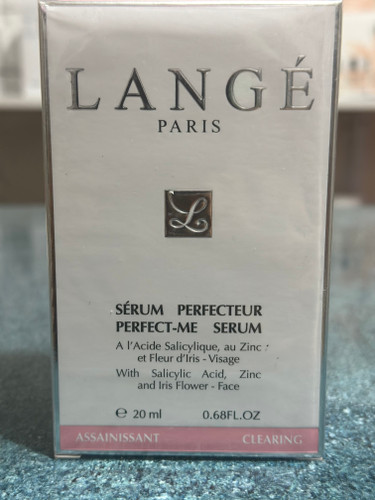 LANGÉ
PARIS
L
SÉRUM PERFECTEUR
PERFECT-ME SERUM
A l'Acide Salicylique, au Zinc
et Fleur d'Iris - Visage
With Salicylic Acid, Zinc
and Iris Flower - Face
℮ 20 ml 0.68FL.OZ
ASSAINISSANT CLEARING